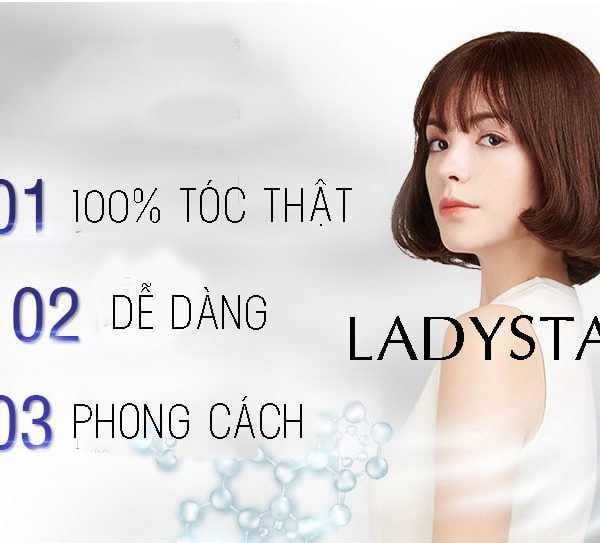 01 100% TÓC THẬT
02 DỄ DÀNG
LADYSTA
03 PHONG CÁCH